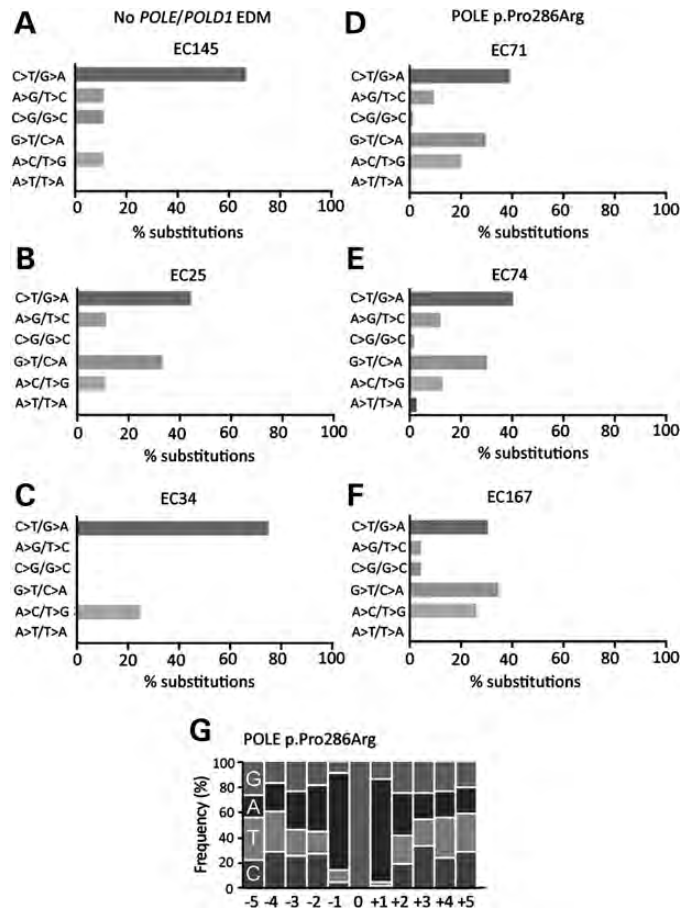 A
No POLE/POLD1 EDM
EC145
C>T/G>A
A>G/T>C
C>G/G>C
G>T/C>A
A>C/T>G
A>T/T>A
0 20 40 60 80 100
% substitutions
B
EC25
C>T/G>A
A>G/T>C
C>G/G>C
G>T/C>A
A>C/T>G
A>T/T>A
0 20 40 60 80 100
% substitutions
C
EC34
C>T/G>A
A>G/T>C
C>G/G>C
G>T/C>A
A>C/T>G
A>T/T>A
0 20 40 60 80 100
% substitutions
D
POLE p.Pro286Arg
EC71
C>T/G>A
A>G/T>C
C>G/G>C
G>T/C>A
A>C/T>G
A>T/T>A
0 20 40 60 80 100
% substitutions
E
EC74
C>T/G>A
A>G/T>C
C>G/G>C
G>T/C>A
A>C/T>G
A>T/T>A
0 20 40 60 80 100
% substitutions
F
EC167
C>T/G>A
A>G/T>C
C>G/G>C
G>T/C>A
A>C/T>G
A>T/T>A
0 20 40 60 80 100
% substitutions
G
POLE p.Pro286Arg
Frequency (%)
100
80
60
40
20
0
G
A
T
C
-5 -4 -3 -2 -1 0 +1 +2 +3 +4 +5